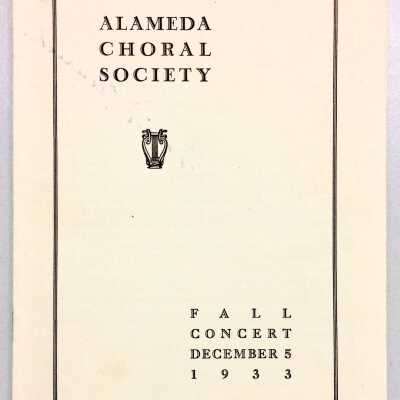 ALAMEDA
CHORAL
SOCIETY
FALL
CONCERT
DECEMBER 5
1933